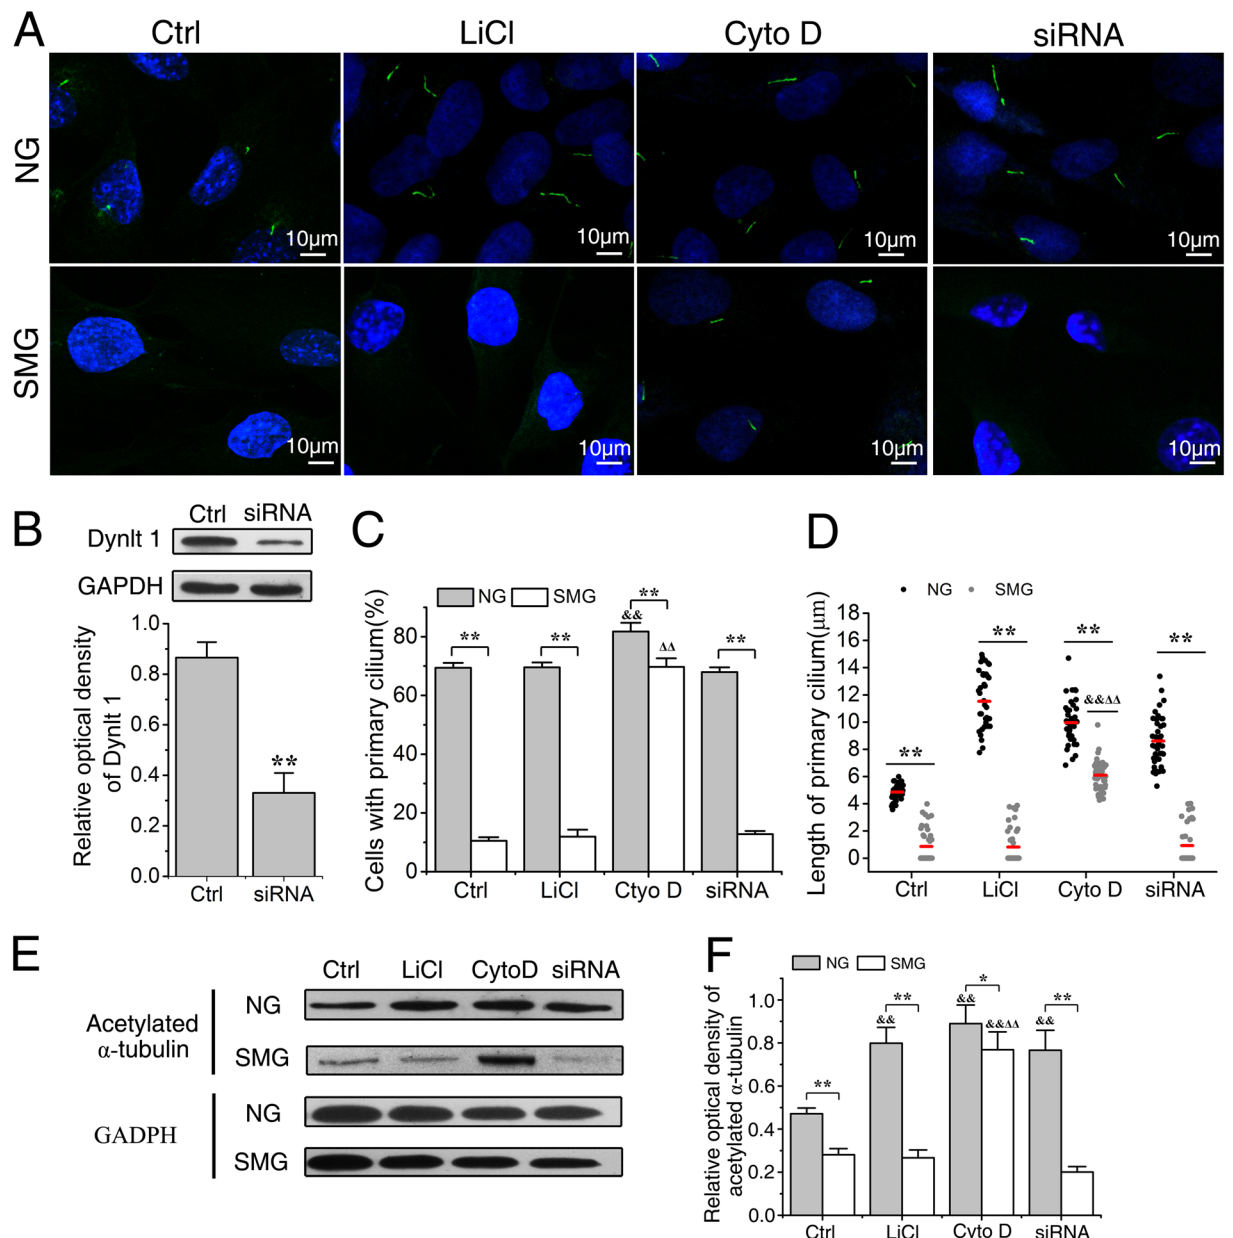 A
Ctrl LiCl Cyto D siRNA
NG
10μm 10μm 10μm 10μm
SMG
10μm 10μm 10μm 10μm
B
Ctrl siRNA
Dynlt 1
GAPDH
Relative optical density
of Dynlt 1
1.0
0.8
0.6
0.4
0.2
0.0
**
Ctrl siRNA
C
Cells with primary cilium(%)
NG SMG
80
60
40
20
0
** ** ** **
&& ΔΔ
Ctrl LiCl Ctyo D siRNA
D
NG SMG
Length of primary cilium(μm)
18
16
14
12
10
8
6
4
2
0
** ** ** **
&&ΔΔ
Ctrl LiCl Cyto D siRNA
E
Ctrl LiCl CytoD siRNA
Acetylated
α-tubulin
NG
SMG
GADPH
NG
SMG
F
NG SMG
Relative optical density of
acetylated α-tubulin
1.0
0.8
0.6
0.4
0.2
0.0
** ** * **
&& && &&ΔΔ &&
Ctrl LiCl Cyto D siRNA